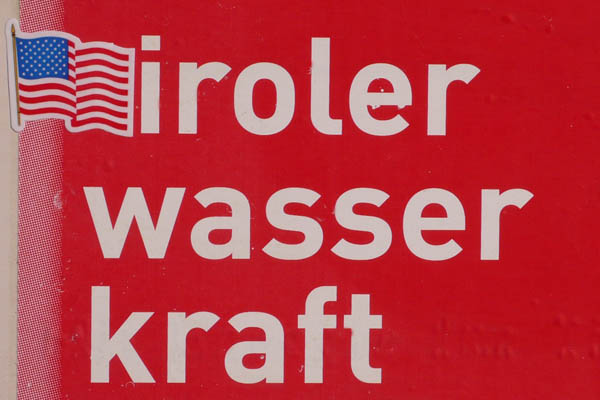 iroler
wasser
kraft